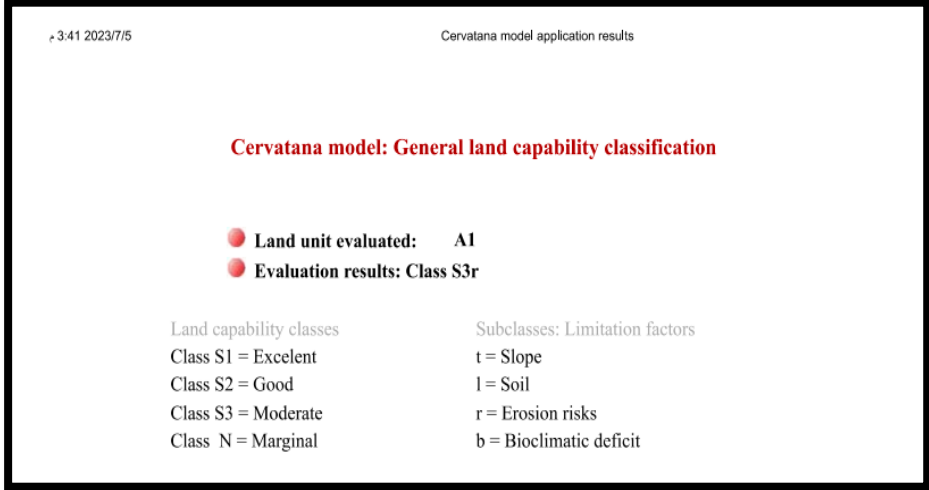 م 3:41 2023/7/5
Cervatana model application results
Cervatana model: General land capability classification
Land unit evaluated: A1
Evaluation results: Class S3r
Land capability classes
Class S1 = Excelent
Class S2 = Good
Class S3 = Moderate
Class N = Marginal
Subclasses: Limitation factors
t = Slope
l = Soil
r = Erosion risks
b = Bioclimatic deficit